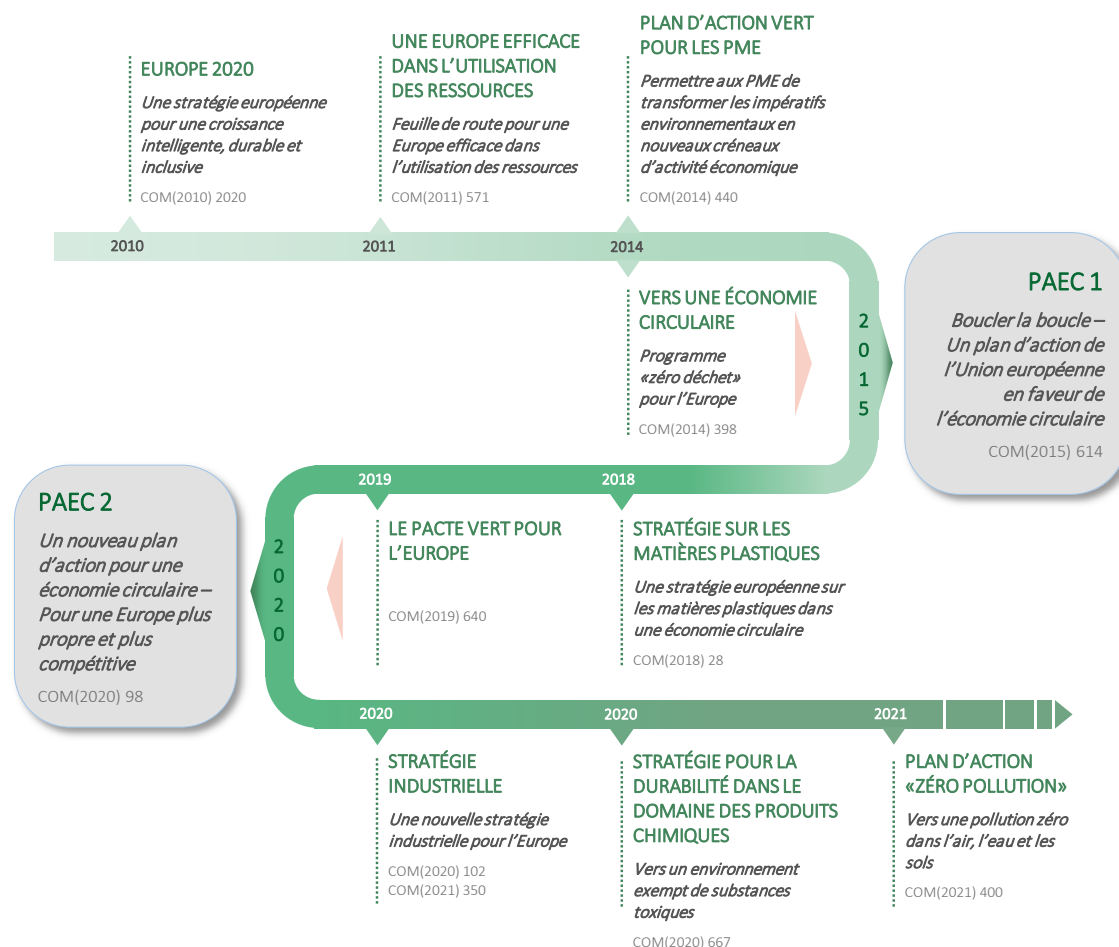 EUROPE 2020
Une stratégie européenne
pour une croissance
intelligente, durable et
inclusive
COM(2010) 2020
UNE EUROPE EFFICACE
DANS L'UTILISATION
DES RESSOURCES
Feuille de route pour une
Europe efficace dans
l'utilisation des ressources
COM(2011) 571
PLAN D'ACTION VERT
POUR LES PME
Permettre aux PME de
transformer les impératifs
environnementaux en
nouveaux créneaux
d'activité économique
COM(2014) 440
2010
2011
2014
VERS UNE ÉCONOMIE
CIRCULAIRE
Programme
«zéro déchet»
pour l'Europe
COM(2014) 398
2015
PAEC 1
Boucler la boucle –
Un plan d'action de
l'Union européenne
en faveur de
l'économie circulaire
COM(2015) 614
2019
2018
PAEC 2
Un nouveau plan
d'action pour une
économie circulaire –
Pour une Europe plus
propre et plus
compétitive
COM(2020) 98
2020
LE PACTE VERT POUR
L'EUROPE
COM(2019) 640
STRATÉGIE SUR LES
MATIÈRES PLASTIQUES
Une stratégie européenne sur
les matières plastiques dans
une économie circulaire
COM(2018) 28
2020
2020
2021
STRATÉGIE
INDUSTRIELLE
Une nouvelle stratégie
industrielle pour l'Europe
COM(2020) 102
COM(2021) 350
STRATÉGIE POUR LA
DURABILITÉ DANS LE
DOMAINE DES PRODUITS
CHIMIQUES
Vers un environnement
exempt de substances
toxiques
COM(2020) 667
PLAN D'ACTION
«ZÉRO POLLUTION»
Vers une pollution zéro
dans l'air, l'eau et les
sols
COM(2021) 400